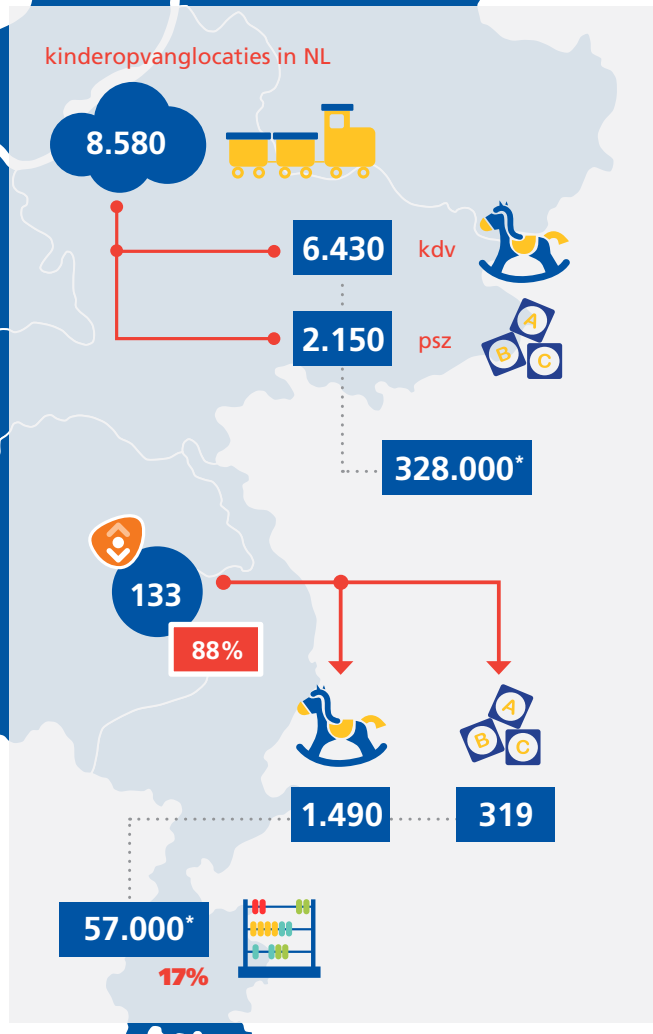 kinderopvanglocaties in NL
8.580
6.430 kdv
2.150 psz
A
B C
328.000*
133
88%
A
B C
1.490 319
57.000*
17%